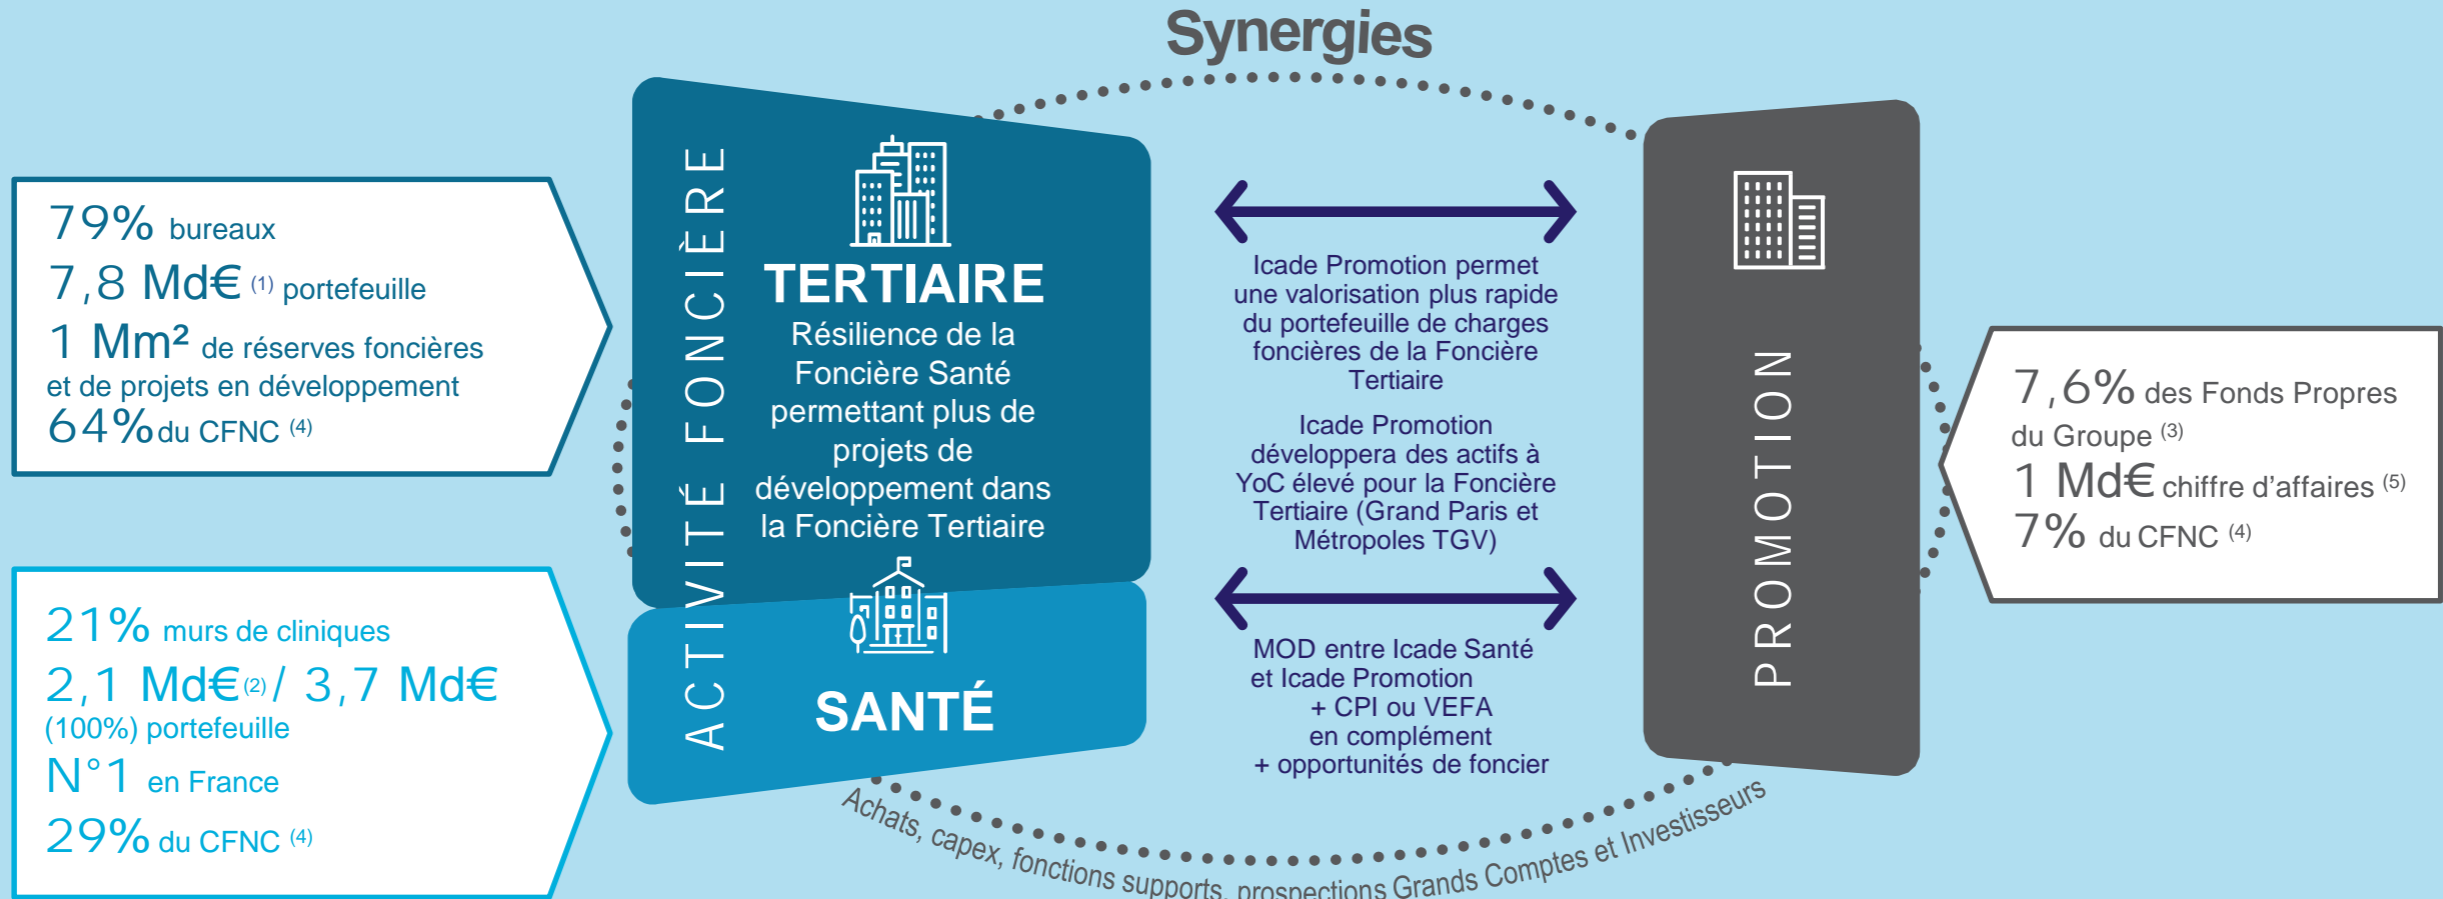 Synergies
79% bureaux
7,8 Md€ (1) portefeuille
1 Mm² de réserves foncières
et de projets en développement
64% du CFNC (4)
21% murs de cliniques
2,1 Md€ (2) / 3,7 Md€
(100%) portefeuille
N°1 en France
29% du CFNC (4)
ACTIVITÉ FONCIÈRE
TERTIAIRE
Résilience de la
Foncière Santé
permettant plus de
projets de
développement dans
la Foncière Tertiaire
SANTÉ
Icade Promotion permet
une valorisation plus rapide
du portefeuille de charges
foncières de la Foncière
Tertiaire
Icade Promotion
développera des actifs à
YoC élevé pour la Foncière
Tertiaire (Grand Paris et
Métropoles TGV)
MOD entre Icade Santé
et Icade Promotion
+ CPI ou VEFA
en complément
+ opportunités de foncier
PROMOTION
7,6% des Fonds Propres
du Groupe (3)
1 Md€ chiffre d'affaires (5)
7% du CFNC (4)
Achats, capex, fonctions supports, prospections Grands Comptes et Investisseurs